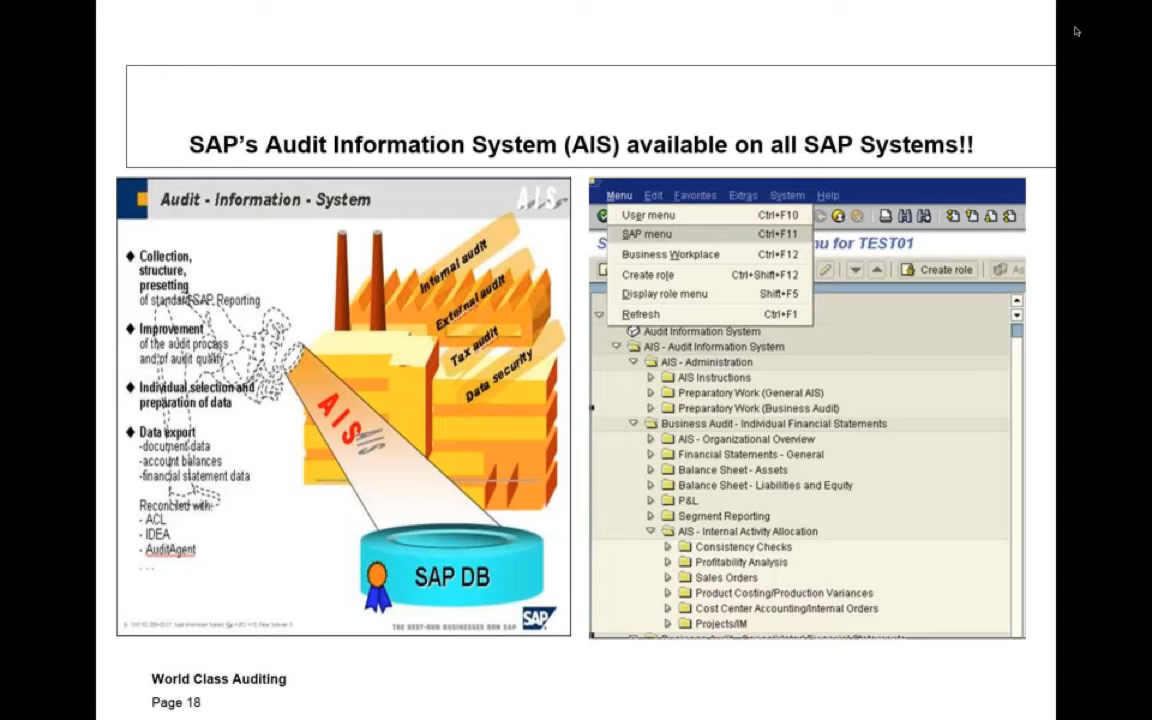 SAP's Audit Information System (AIS) available on all SAP Systems!!
Audit - Information - System
AIS
Collection,
structure,
presetting
of standard SAP Reporting
Improvement
of the audit process
and of audit quality
Individual selection and
preparation of data
Data export
-document data
-account balances
-financial statement data
Reconciled with:
- ACL
- IDEA
- AuditAgent
. . .
Internal audit
External audit
Tax audit
Data security
AIS
AIS
SAP DB
THE BEST-RUN BUSINESSES RUN SAP
SAP
Menu Edit Favorites Extras System Help
User menu Ctrl+F10
SAP menu Ctrl+F11
Business Workplace Ctrl+F12
Create role Ctrl+Shift+F12
Display role menu Shift+F5
Refresh Ctrl+F1
S
nu for TEST01
Create role
As
Audit Information System
AIS - Audit Information System
AIS - Administration
AIS Instructions
Preparatory Work (General AIS)
Preparatory Work (Business Audit)
Business Audit - Individual Financial Statements
AIS - Organizational Overview
Financial Statements - General
Balance Sheet - Assets
Balance Sheet - Liabilities and Equity
P&L
Segment Reporting
AIS - Internal Activity Allocation
Consistency Checks
Profitability Analysis
Sales Orders
Product Costing/Production Variances
Cost Center Accounting/Internal Orders
Projects/IM
World Class Auditing
Page 18